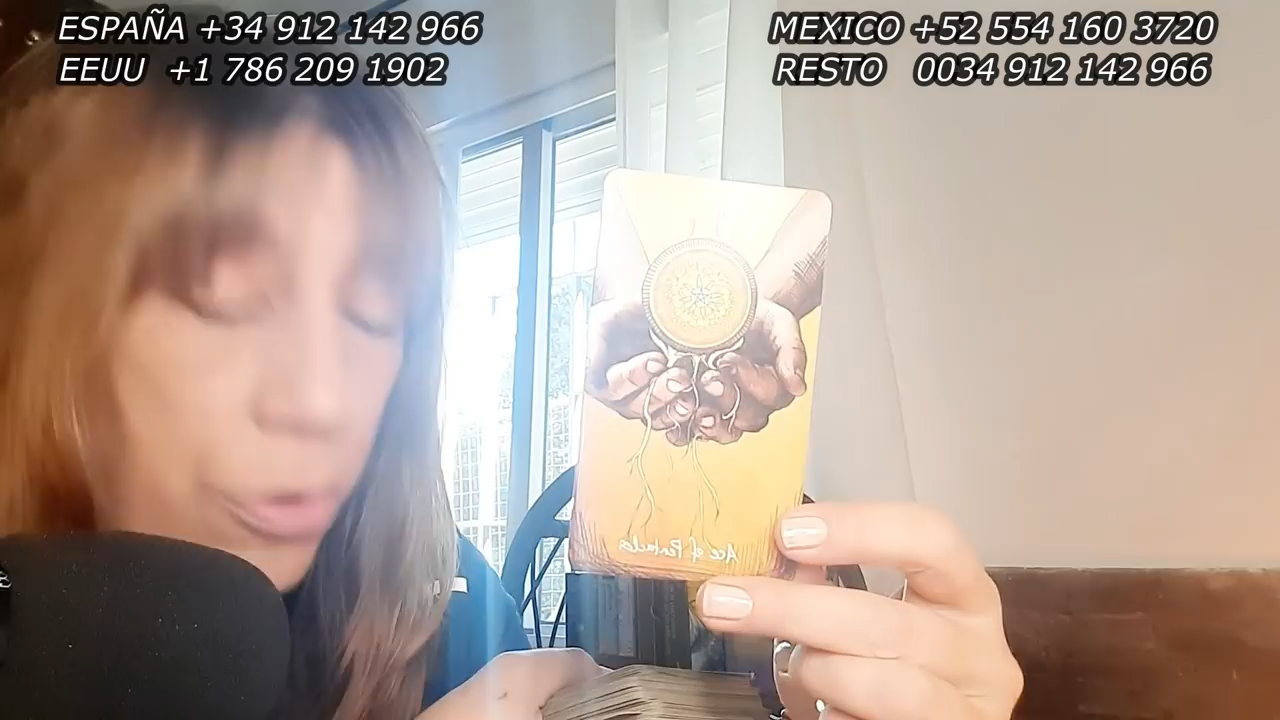 ESPAÑA +34 912 142 966
EEUU +1 786 209 1902
MEXICO +52 554 160 3720
RESTO 0034 912 142 966
Ace of Pentacles